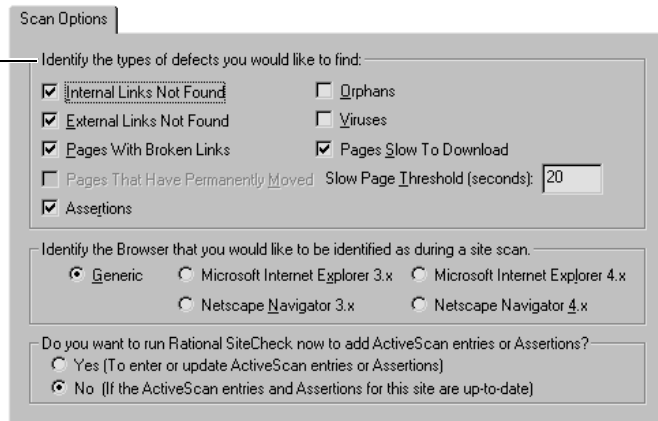 Scan Options
Identify the types of defects you would like to find:
Internal Links Not Found
Orphans
External Links Not Found
Viruses
Pages With Broken Links
Pages Slow To Download
Pages That Have Permanently Moved
Slow Page Threshold (seconds): 20
Assertions
Identify the Browser that you would like to be identified as during a site scan.
Generic
Microsoft Internet Explorer 3.x
Microsoft Internet Explorer 4.x
Netscape Navigator 3.x
Netscape Navigator 4.x
Do you want to run Rational SiteCheck now to add ActiveScan entries or Assertions?
Yes (To enter or update ActiveScan entries or Assertions)
No (If the ActiveScan entries and Assertions for this site are up-to-date)